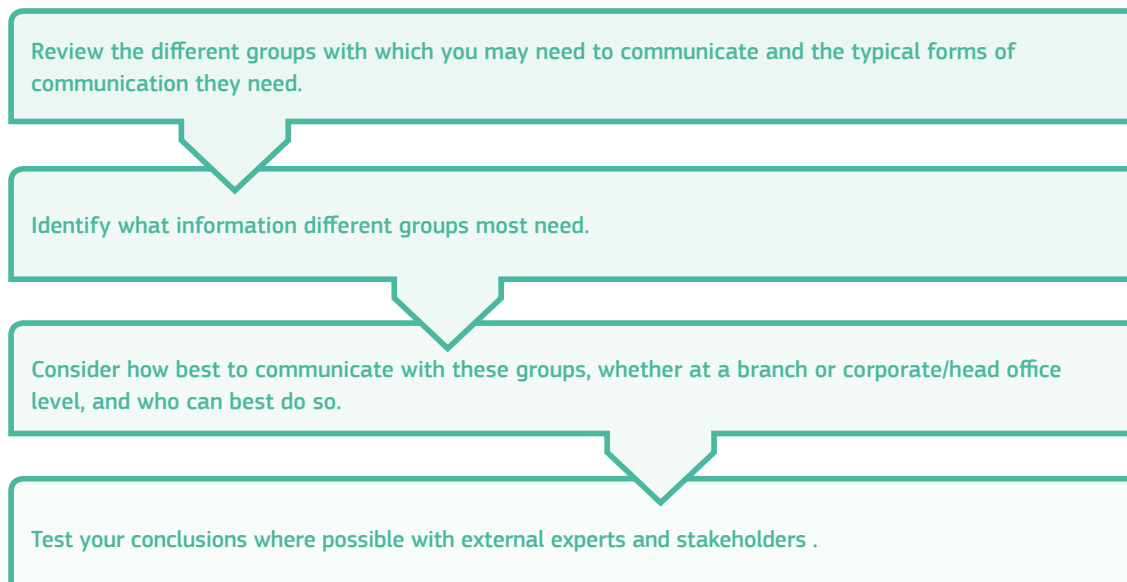 Review the different groups with which you may need to communicate and the typical forms of
communication they need.
Identify what information different groups most need.
Consider how best to communicate with these groups, whether at a branch or corporate/head office
level, and who can best do so.
Test your conclusions where possible with external experts and stakeholders .